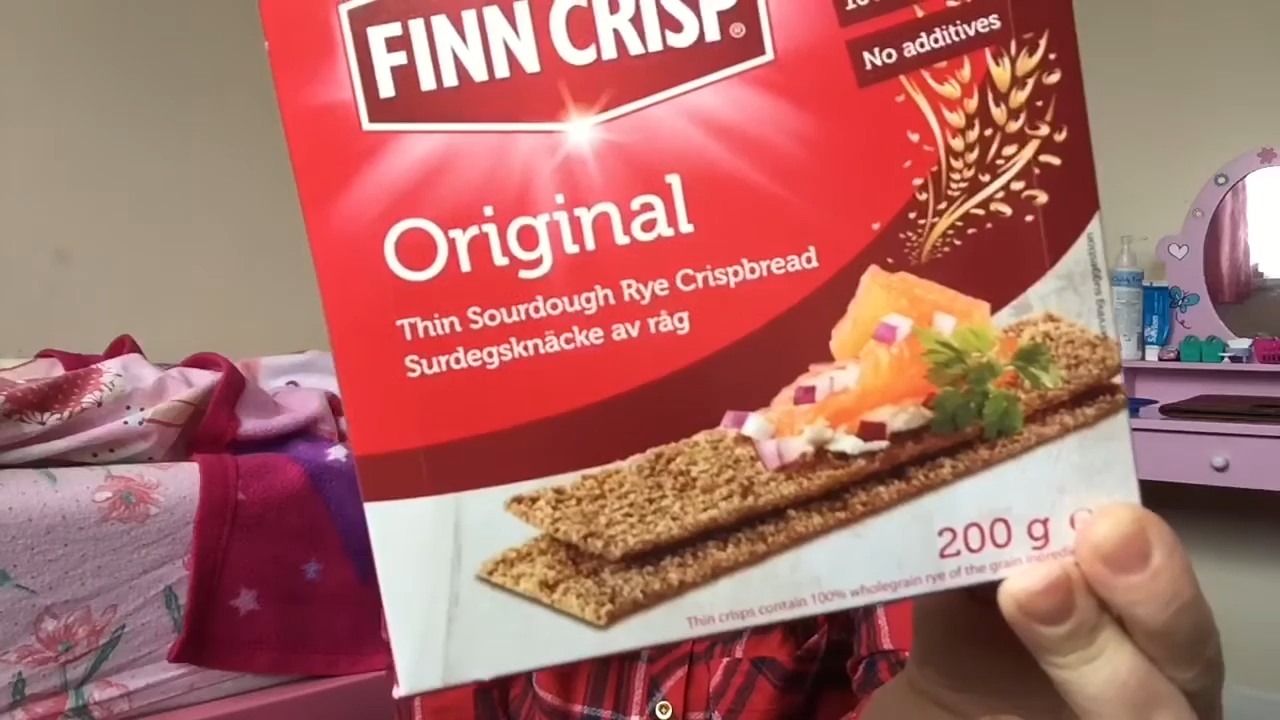 FINN CRISP®
No additives
Original
Thin Sourdough Rye Crispbread
Surdegsknäcke av råg
200 g
Thin crisps contain 100% wholegrain rye of the grain